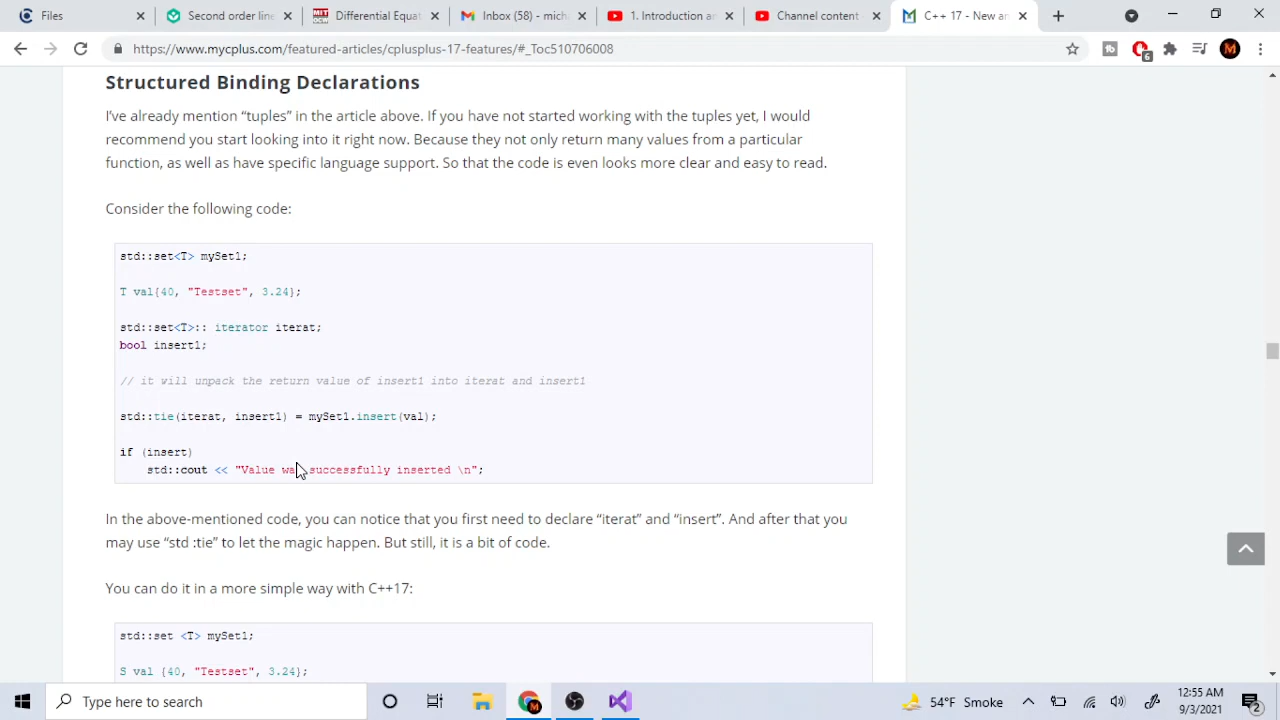 Files
Second order line
Differential Equat
Inbox (58) - mich
1. Introduction an
Channel content
C++ 17 - New an
https://www.mycplus.com/featured-articles/cplusplus-17-features/#_Toc510706008
6
M
Structured Binding Declarations
I've already mention “tuples” in the article above. If you have not started working with the tuples yet, I would
recommend you start looking into it right now. Because they not only return many values from a particular
function, as well as have specific language support. So that the code is even looks more clear and easy to read.
Consider the following code:
std::set<T> mySet1;
T val{40, "Testset", 3.24};
std::set<T>:: iterator iterat;
bool insert1;
// it will unpack the return value of insert1 into iterat and insert1
std::tie(iterat, insert1) = mySet1.insert(val);
if (insert)
std::cout << "Value was successfully inserted \n";
In the above-mentioned code, you can notice that you first need to declare “iterat” and “insert”. And after that you
may use “std :tie” to let the magic happen. But still, it is a bit of code.
You can do it in a more simple way with C++17:
std::set <T> mySet1;
S val {40, "Testset", 3.24};
Type here to search
54°F Smoke
12:55 AM
9/3/2021
2